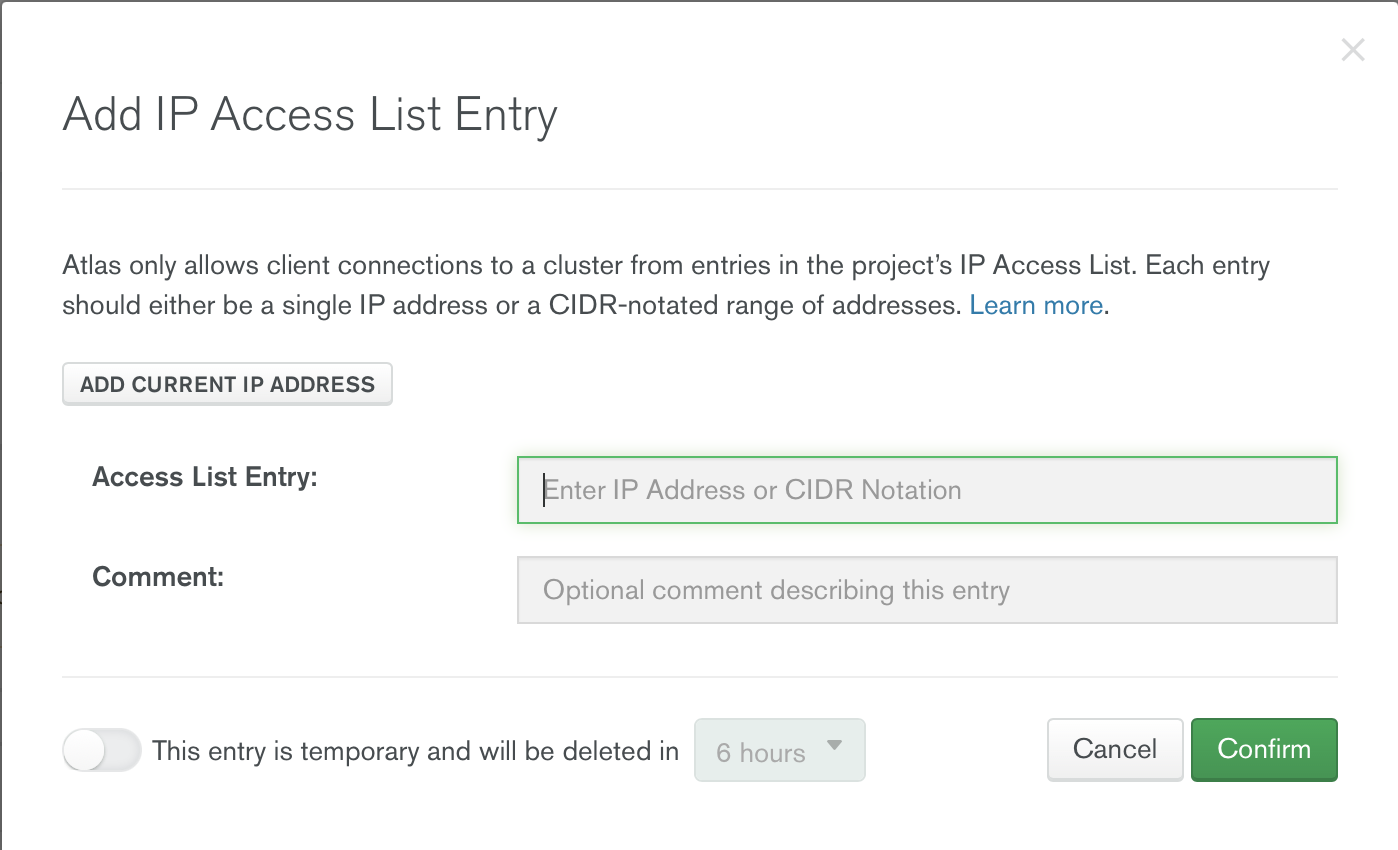 Add IP Access List Entry
Atlas only allows client connections to a cluster from entries in the project’s IP Access List. Each entry
should either be a single IP address or a CIDR-notated range of addresses. Learn more.
ADD CURRENT IP ADDRESS
Access List Entry:
Enter IP Address or CIDR Notation
Comment:
Optional comment describing this entry
This entry is temporary and will be deleted in
6 hours
Cancel
Confirm